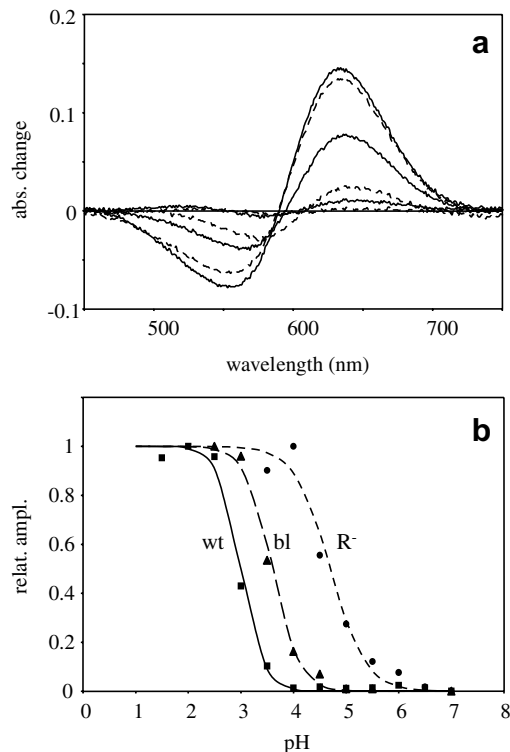 a
0.2
0.1
0
-0.1
abs. change
500
600
700
wavelength (nm)
b
1
0.8
0.6
0.4
0.2
0
relat. ampl.
wt
bl
R-
0 1 2 3 4 5 6 7 8
pH